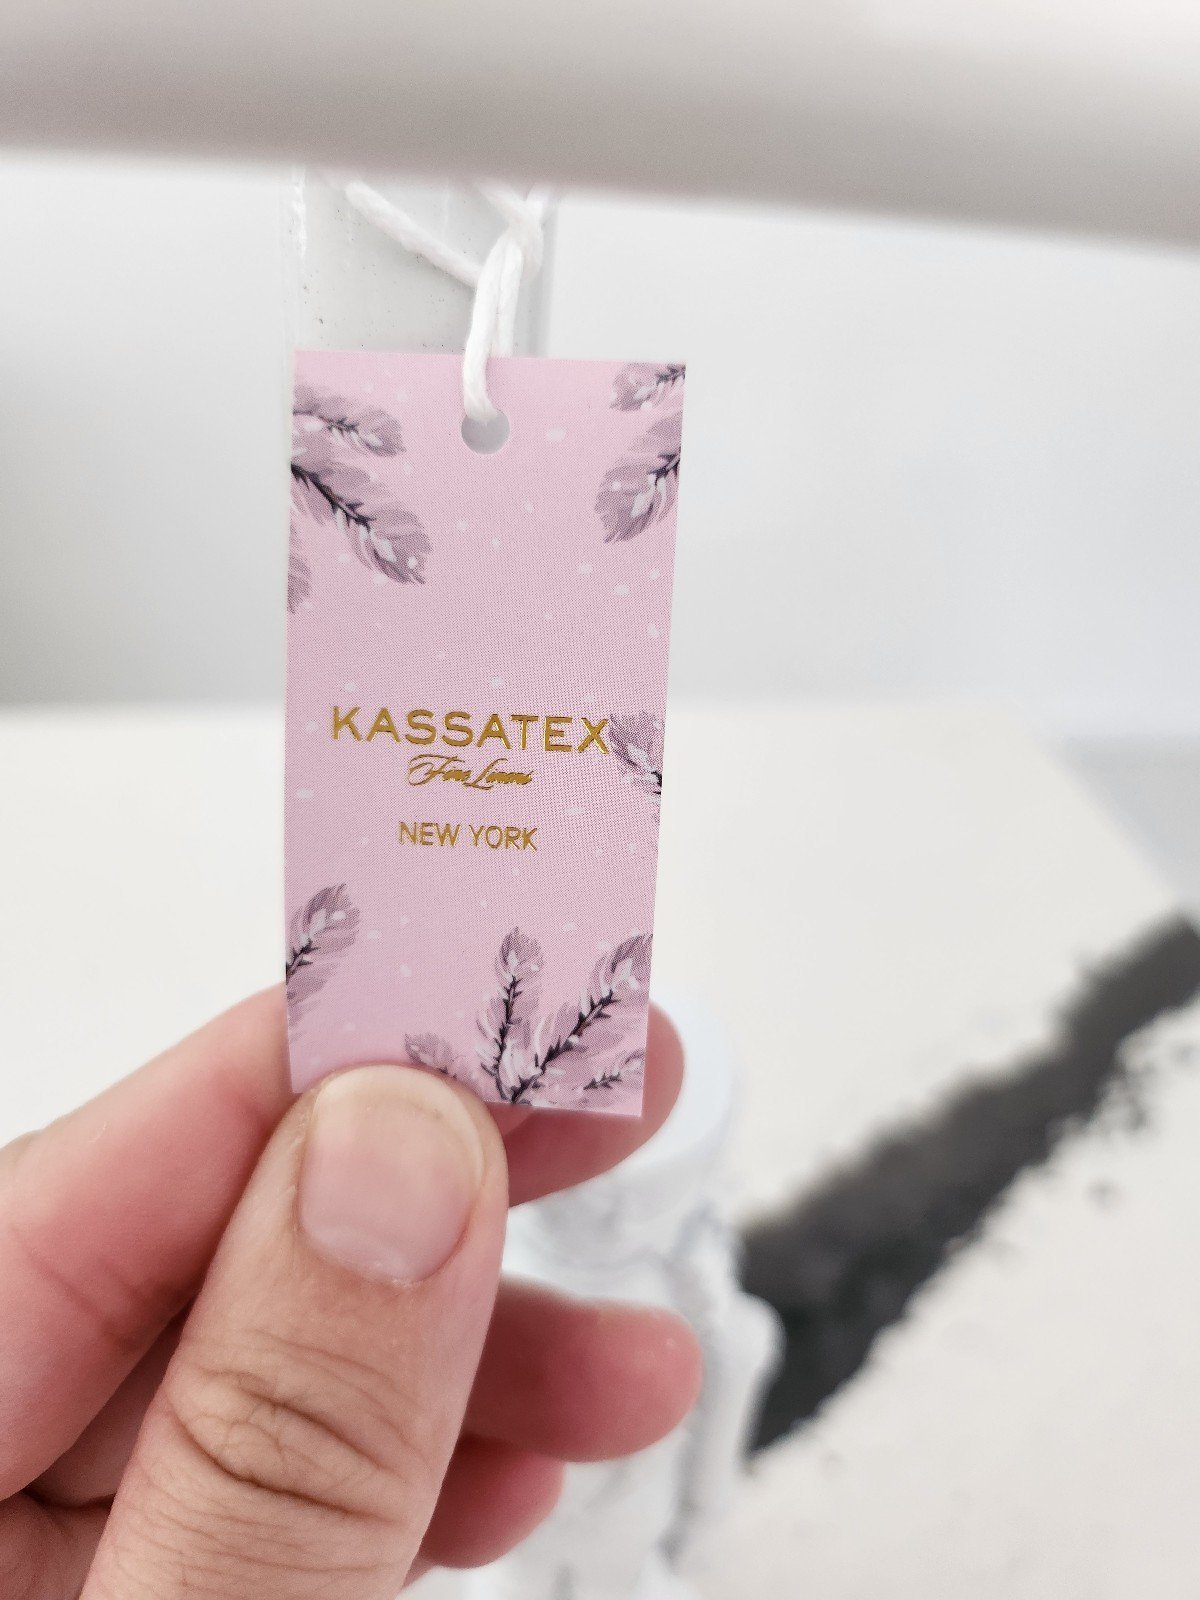 KASSATEX
Fine Linens
NEW YORK